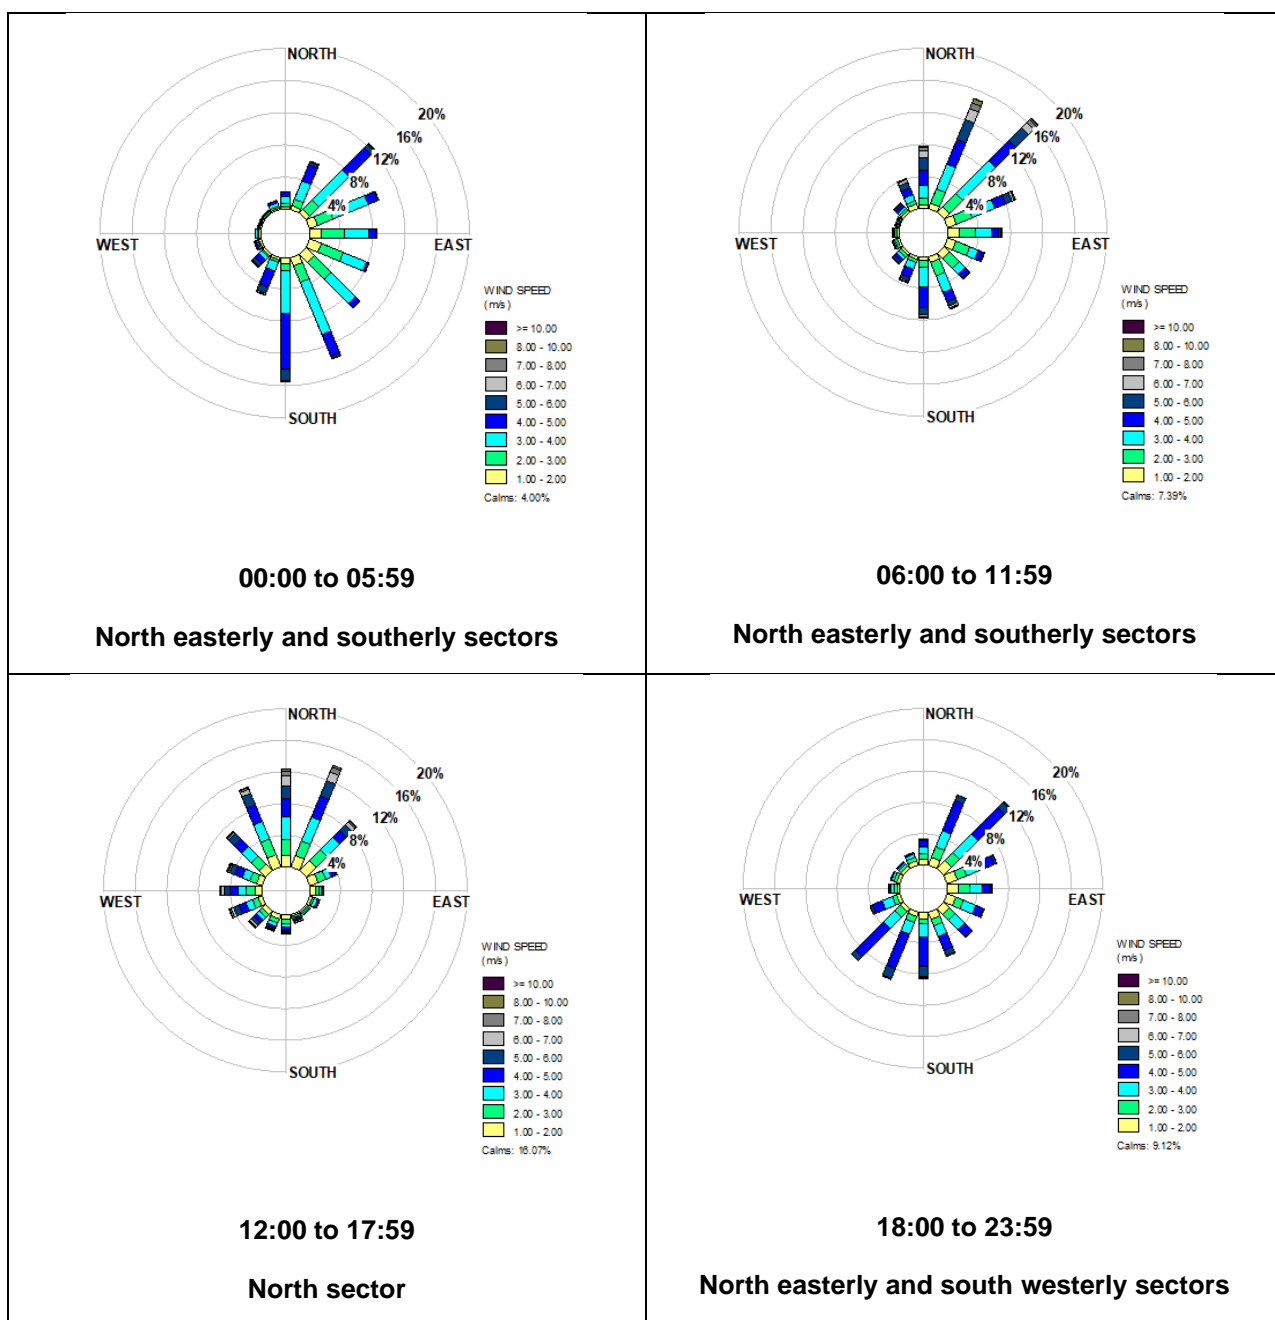 NORTH
20%
16%
12%
8%
4%
WEST
EAST
SOUTH
WIND SPEED
(m/s)
>= 10.00
8.00 - 10.00
7.00 - 8.00
6.00 - 7.00
5.00 - 6.00
4.00 - 5.00
3.00 - 4.00
2.00 - 3.00
1.00 - 2.00
Calms: 4.00%
00:00 to 05:59
North easterly and southerly sectors
NORTH
20%
16%
12%
8%
4%
WEST
EAST
SOUTH
WIND SPEED
(m/s)
>= 10.00
8.00 - 10.00
7.00 - 8.00
6.00 - 7.00
5.00 - 6.00
4.00 - 5.00
3.00 - 4.00
2.00 - 3.00
1.00 - 2.00
Calms: 7.39%
06:00 to 11:59
North easterly and southerly sectors
NORTH
20%
16%
12%
8%
4%
WEST
EAST
SOUTH
WIND SPEED
(m/s)
>= 10.00
8.00 - 10.00
7.00 - 8.00
6.00 - 7.00
5.00 - 6.00
4.00 - 5.00
3.00 - 4.00
2.00 - 3.00
1.00 - 2.00
Calms: 16.07%
12:00 to 17:59
North sector
NORTH
20%
16%
12%
8%
4%
WEST
EAST
SOUTH
WIND SPEED
(m/s)
>= 10.00
8.00 - 10.00
7.00 - 8.00
6.00 - 7.00
5.00 - 6.00
4.00 - 5.00
3.00 - 4.00
2.00 - 3.00
1.00 - 2.00
Calms: 9.12%
18:00 to 23:59
North easterly and south westerly sectors